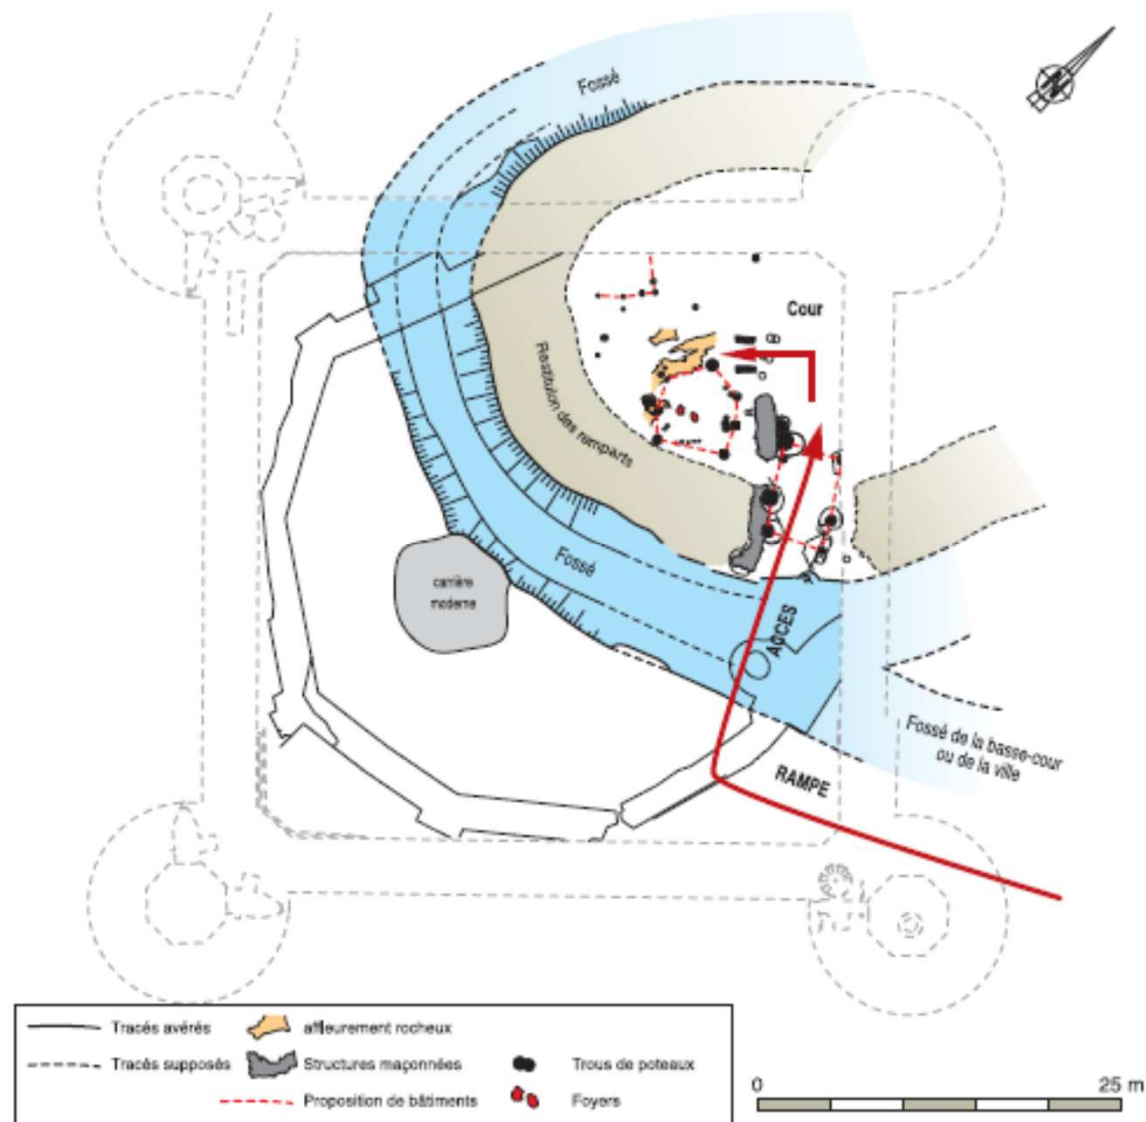 Fossé
N
Cour
Restituion des remparts
Fossé
carrière
moderne
ACCES
Fossé de la basse-cour
ou de la ville
RAMPE
Tracés avérés
affleurement rocheux
Tracés supposés
Structures maçonnées
Trous de poteaux
Proposition de bâtiments
Foyers
0
25 m